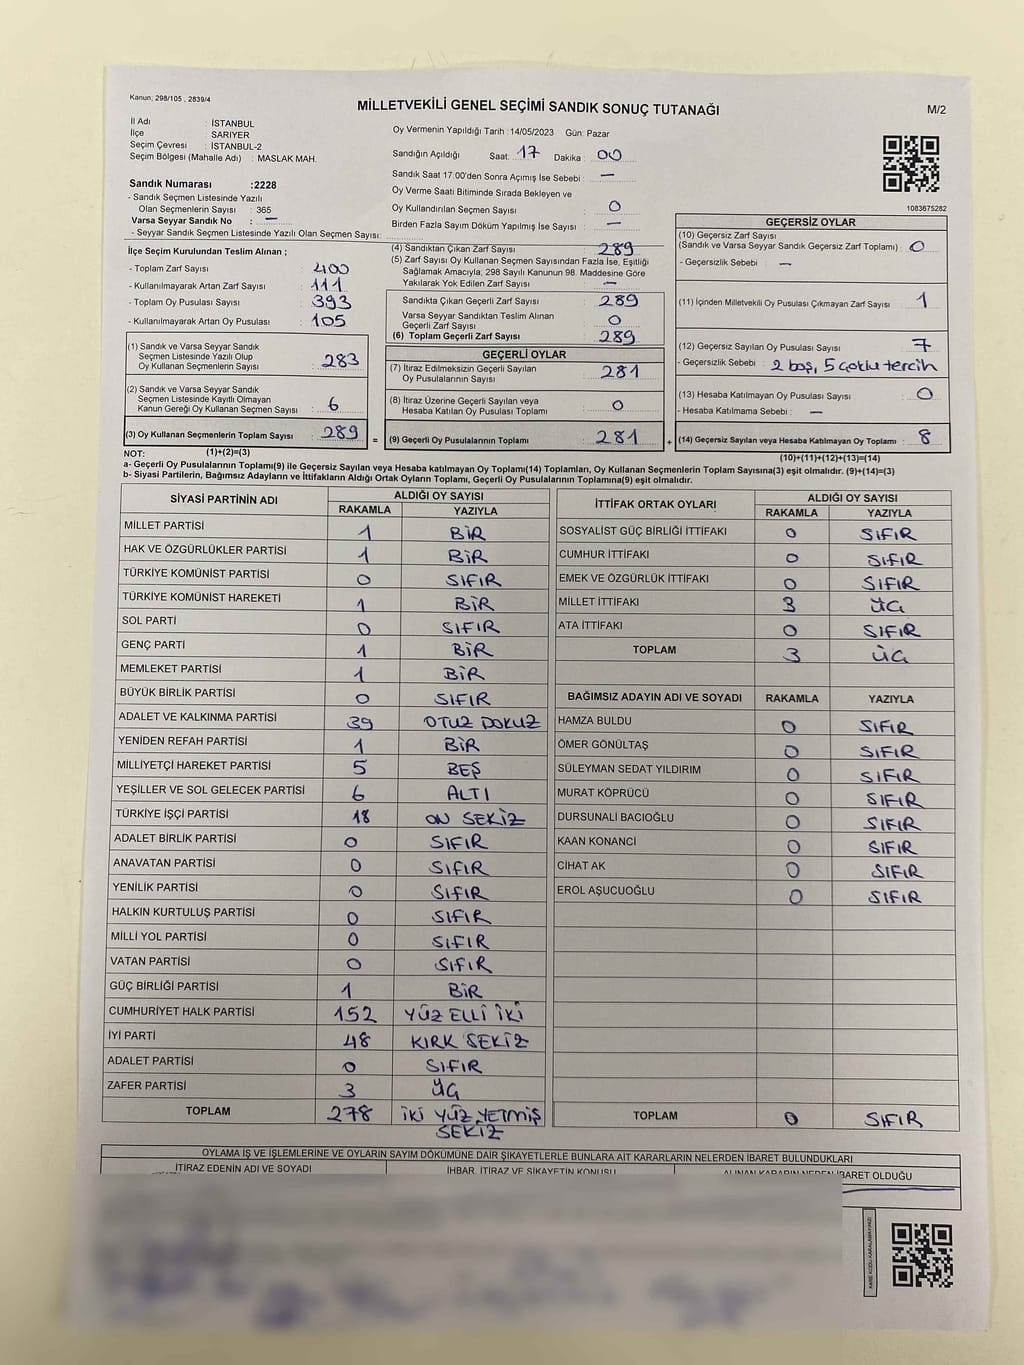 Kanun; 298/105 , 2839/4
MİLLETVEKİLİ GENEL SEÇİMİ SANDIK SONUÇ TUTANAĞI
M/2
İl Adı : İSTANBUL
İlçe : SARIYER
Seçim Çevresi : İSTANBUL-2
Seçim Bölgesi (Mahalle Adı) : MASLAK MAH.
Oy Vermenin Yapıldığı Tarih :14/05/2023 Gün: Pazar
Sandığın Açıldığı Saat: 17 Dakika : 00
Sandık Saat 17.00'den Sonra Açımış İse Sebebi : —
Oy Verme Saati Bitiminde Sırada Bekleyen ve
Oy Kullandırılan Seçmen Sayısı : 0
Birden Fazla Sayım Döküm Yapılmış İse Sayısı : —
1083675282
Sandık Numarası :2228
- Sandık Seçmen Listesinde Yazılı
Olan Seçmenlerin Sayısı : 365
Varsa Seyyar Sandık No : —
- Seyyar Sandık Seçmen Listesinde Yazılı Olan Seçmen Sayısı:
İlçe Seçim Kurulundan Teslim Alınan ;
- Toplam Zarf Sayısı : 400
- Kullanılmayarak Artan Zarf Sayısı : 111
- Toplam Oy Pusulası Sayısı : 393
- Kullanılmayarak Artan Oy Pusulası : 105
(1) Sandık ve Varsa Seyyar Sandık
Seçmen Listesinde Yazılı Olup
Oy Kullanan Seçmenlerin Sayısı : 283
(2) Sandık ve Varsa Seyyar Sandık
Seçmen Listesinde Kayıtlı Olmayan
Kanun Gereği Oy Kullanan Seçmen Sayısı : 6
(3) Oy Kullanan Seçmenlerin Toplam Sayısı : 289 =
(1)+(2)=(3)
(4) Sandıktan Çıkan Zarf Sayısı : 289
(5) Zarf Sayısı Oy Kullanan Seçmen Sayısından Fazla İse, Eşitliği
Sağlamak Amacıyla; 298 Sayılı Kanunun 98. Maddesine Göre
Yakılarak Yok Edilen Zarf Sayısı : —
Sandıkta Çıkan Geçerli Zarf Sayısı : 289
Varsa Seyyar Sandıktan Teslim Alınan
Geçerli Zarf Sayısı : 0
(6) Toplam Geçerli Zarf Sayısı : 289
GEÇERLİ OYLAR
(7) İtiraz Edilmeksizin Geçerli Sayılan
Oy Pusulalarının Sayısı : 281
(8) İtiraz Üzerine Geçerli Sayılan veya
Hesaba Katılan Oy Pusulası Toplamı : 0
(9) Geçerli Oy Pusulalarının Toplamı : 281 +
GEÇERSİZ OYLAR
(10) Geçersiz Zarf Sayısı
(Sandık ve Varsa Seyyar Sandık Geçersiz Zarf Toplamı) : 0
- Geçersizlik Sebebi : —
(11) İçinden Milletvekili Oy Pusulası Çıkmayan Zarf Sayısı : 1
(12) Geçersiz Sayılan Oy Pusulası Sayısı : 7
- Geçersizlik Sebebi : 2 boş, 5 çoklu tercih
(13) Hesaba Katılmayan Oy Pusulası Sayısı : 0
- Hesaba Katılmama Sebebi : —
(14) Geçersiz Sayılan veya Hesaba Katılmayan Oy Toplamı : 8
(10)+(11)+(12)+(13)=(14)
NOT:
a- Geçerli Oy Pusulalarının Toplamı(9) ile Geçersiz Sayılan veya Hesaba katılmayan Oy Toplamı(14) Toplamları, Oy Kullanan Seçmenlerin Toplam Sayısına(3) eşit olmalıdır. (9)+(14)=(3)
b- Siyasi Partilerin, Bağımsız Adayların ve İttifakların Aldığı Ortak Oyların Toplamı, Geçerli Oy Pusulalarının Toplamına(9) eşit olmalıdır.
SİYASİ PARTİNİN ADI ALDIĞI OY SAYISI
RAKAMLA YAZIYLA
MİLLET PARTİSİ 1 BİR
HAK VE ÖZGÜRLÜKLER PARTİSİ 1 BİR
TÜRKİYE KOMÜNİST PARTİSİ 0 SIFIR
TÜRKİYE KOMÜNİST HAREKETİ 1 BİR
SOL PARTİ 0 SIFIR
GENÇ PARTİ 1 BİR
MEMLEKET PARTİSİ 1 BİR
BÜYÜK BİRLİK PARTİSİ 0 SIFIR
ADALET VE KALKINMA PARTİSİ 39 OTUZ DOKUZ
YENİDEN REFAH PARTİSİ 1 BİR
MİLLİYETÇİ HAREKET PARTİSİ 5 BEŞ
YEŞİLLER VE SOL GELECEK PARTİSİ 6 ALTI
TÜRKİYE İŞÇİ PARTİSİ 18 ON SEKİZ
ADALET BİRLİK PARTİSİ 0 SIFIR
ANAVATAN PARTİSİ 0 SIFIR
YENİLİK PARTİSİ 0 SIFIR
HALKIN KURTULUŞ PARTİSİ 0 SIFIR
MİLLİ YOL PARTİSİ 0 SIFIR
VATAN PARTİSİ 0 SIFIR
GÜÇ BİRLİĞİ PARTİSİ 1 BİR
CUMHURİYET HALK PARTİSİ 152 YÜZ ELLİ İKİ
İYİ PARTİ 48 KIRK SEKİZ
ADALET PARTİSİ 0 SIFIR
ZAFER PARTİSİ 3 ÜÇ
TOPLAM 278 İKİ YÜZ YETMİŞ
SEKİZ
İTTİFAK ORTAK OYLARI ALDIĞI OY SAYISI
RAKAMLA YAZIYLA
SOSYALİST GÜÇ BİRLİĞİ İTTİFAKI 0 SIFIR
CUMHUR İTTİFAKI 0 SIFIR
EMEK VE ÖZGÜRLÜK İTTİFAKI 0 SIFIR
MİLLET İTTİFAKI 3 ÜÇ
ATA İTTİFAKI 0 SIFIR
TOPLAM 3 ÜÇ
BAĞIMSIZ ADAYIN ADI VE SOYADI RAKAMLA YAZIYLA
HAMZA BULDU 0 SIFIR
ÖMER GÖNÜLTAŞ 0 SIFIR
SÜLEYMAN SEDAT YILDIRIM 0 SIFIR
MURAT KÖPRÜCÜ 0 SIFIR
DURSUNALİ BACIOĞLU 0 SIFIR
KAAN KONANCİ 0 SIFIR
CİHAT AK 0 SIFIR
EROL AŞUCUOĞLU 0 SIFIR
TOPLAM 0 SIFIR
OYLAMA İŞ VE İŞLEMLERİNE VE OYLARIN SAYIM DÖKÜMÜNE DAİR ŞİKAYETLERLE BUNLARA AİT KARARLARIN NELERDEN İBARET BULUNDUKLARI
İTİRAZ EDENİN ADI VE SOYADI İHBAR, İTİRAZ VE ŞİKAYETİN KONUSU ALINAN KARARIN NEDEN İBARET OLDUĞU
KARE KODU KARALAMAYINIZ!